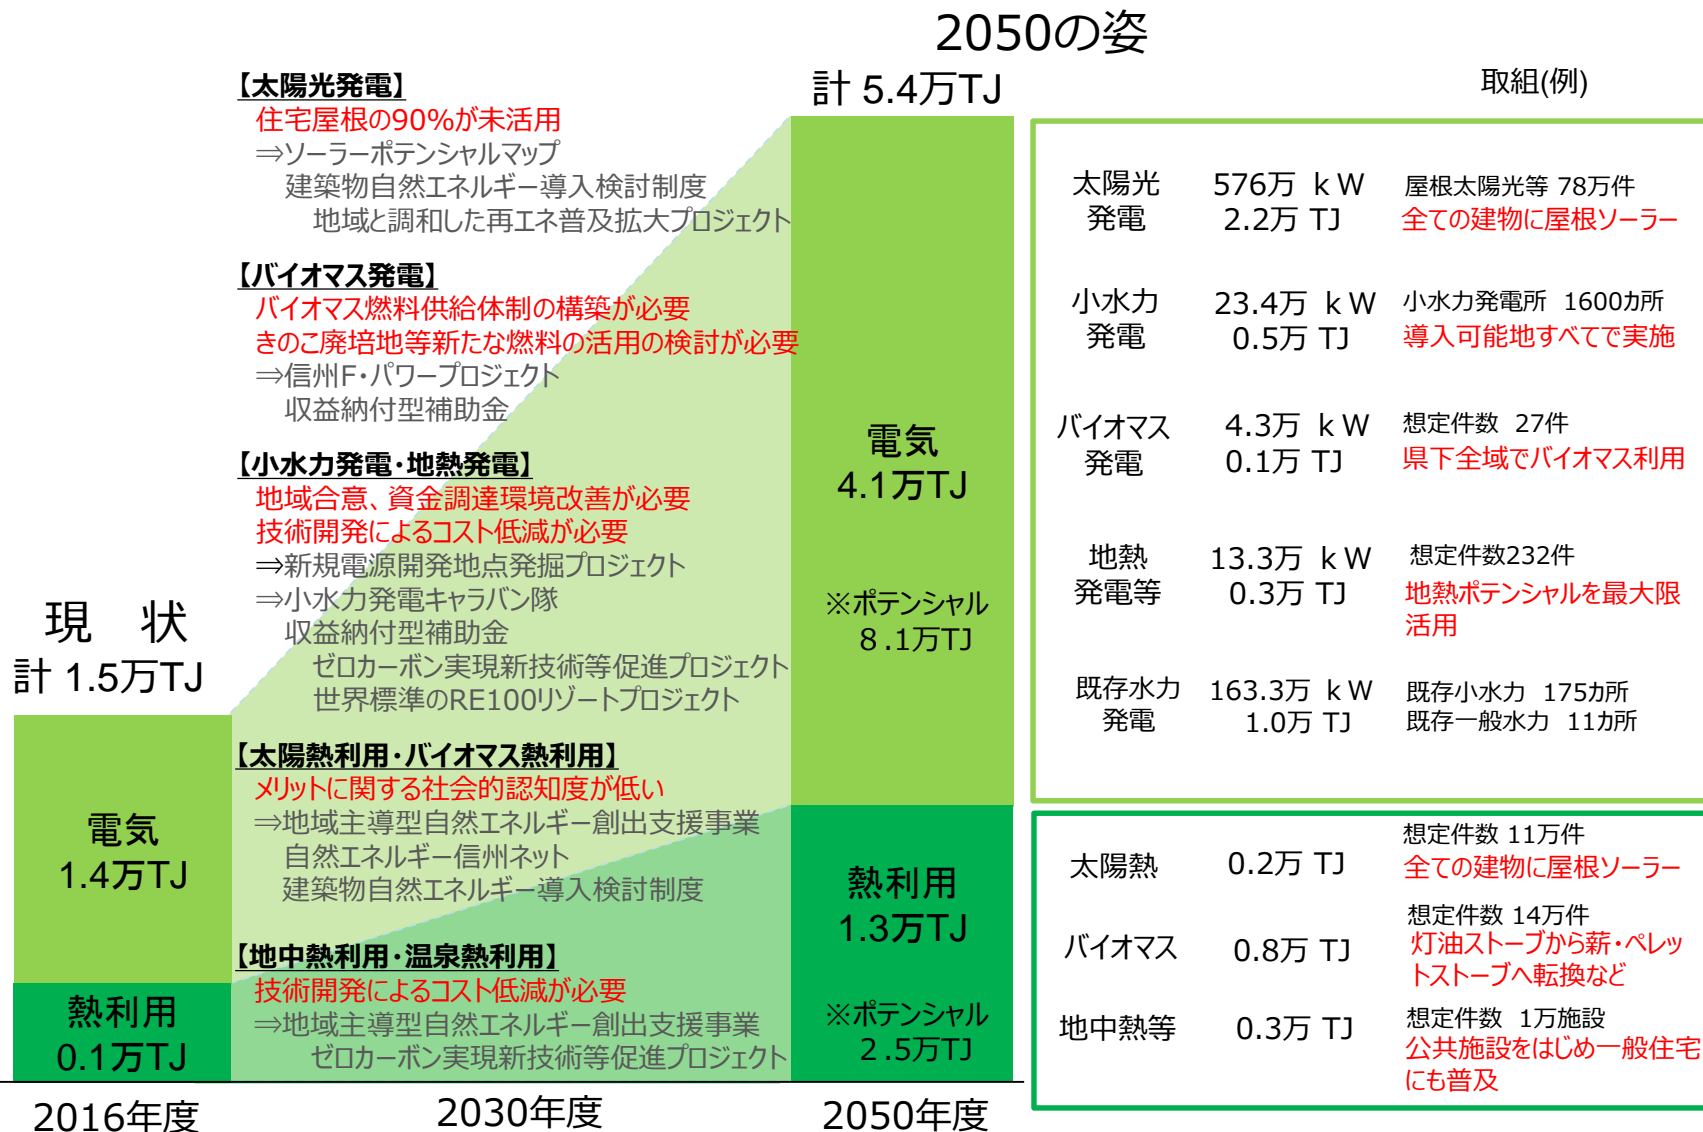 2050の姿
計 5.4万TJ
取組(例)
【太陽光発電】
住宅屋根の90%が未活用
⇒ソーラーポテンシャルマップ
建築物自然エネルギー導入検討制度
地域と調和した再エネ普及拡大プロジェクト
【バイオマス発電】
バイオマス燃料供給体制の構築が必要
きのこ廃培地等新たな燃料の活用の検討が必要
⇒信州F・パワープロジェクト
収益納付型補助金
【小水力発電・地熱発電】
地域合意、資金調達環境改善が必要
技術開発によるコスト低減が必要
⇒新規電源開発地点発掘プロジェクト
⇒小水力発電キャラバン隊
収益納付型補助金
ゼロカーボン実現新技術等促進プロジェクト
世界標準のRE100リゾートプロジェクト
【太陽熱利用・バイオマス熱利用】
メリットに関する社会的認知度が低い
⇒地域主導型自然エネルギー創出支援事業
自然エネルギー信州ネット
建築物自然エネルギー導入検討制度
【地中熱利用・温泉熱利用】
技術開発によるコスト低減が必要
⇒地域主導型自然エネルギー創出支援事業
ゼロカーボン実現新技術等促進プロジェクト
現 状
計 1.5万TJ
電気
1.4万TJ
熱利用
0.1万TJ
電気
4.1万TJ
※ポテンシャル
８.1万TJ
熱利用
1.3万TJ
※ポテンシャル
２.5万TJ
太陽光 576万 ｋW 屋根太陽光等 78万件
発電 2.2万 TJ 全ての建物に屋根ソーラー
小水力 23.4万 ｋW 小水力発電所 1600ｶ所
発電 0.5万 TJ 導入可能地すべてで実施
バイオマス 4.3万 ｋW 想定件数 27件
発電 0.1万 TJ 県下全域でバイオマス利用
地熱 13.3万 ｋW 想定件数232件
発電等 0.3万 TJ 地熱ポテンシャルを最大限
活用
既存水力 163.3万 ｋW 既存小水力 175ｶ所
発電 1.0万 TJ 既存一般水力 11ｶ所
想定件数 11万件
太陽熱 0.2万 TJ 全ての建物に屋根ソーラー
想定件数 14万件
バイオマス 0.8万 TJ 灯油ストーブから薪・ペレッ
トストーブへ転換など
地中熱等 0.3万 TJ 想定件数 1万施設
公共施設をはじめ一般住宅
にも普及
2016年度
2030年度
2050年度